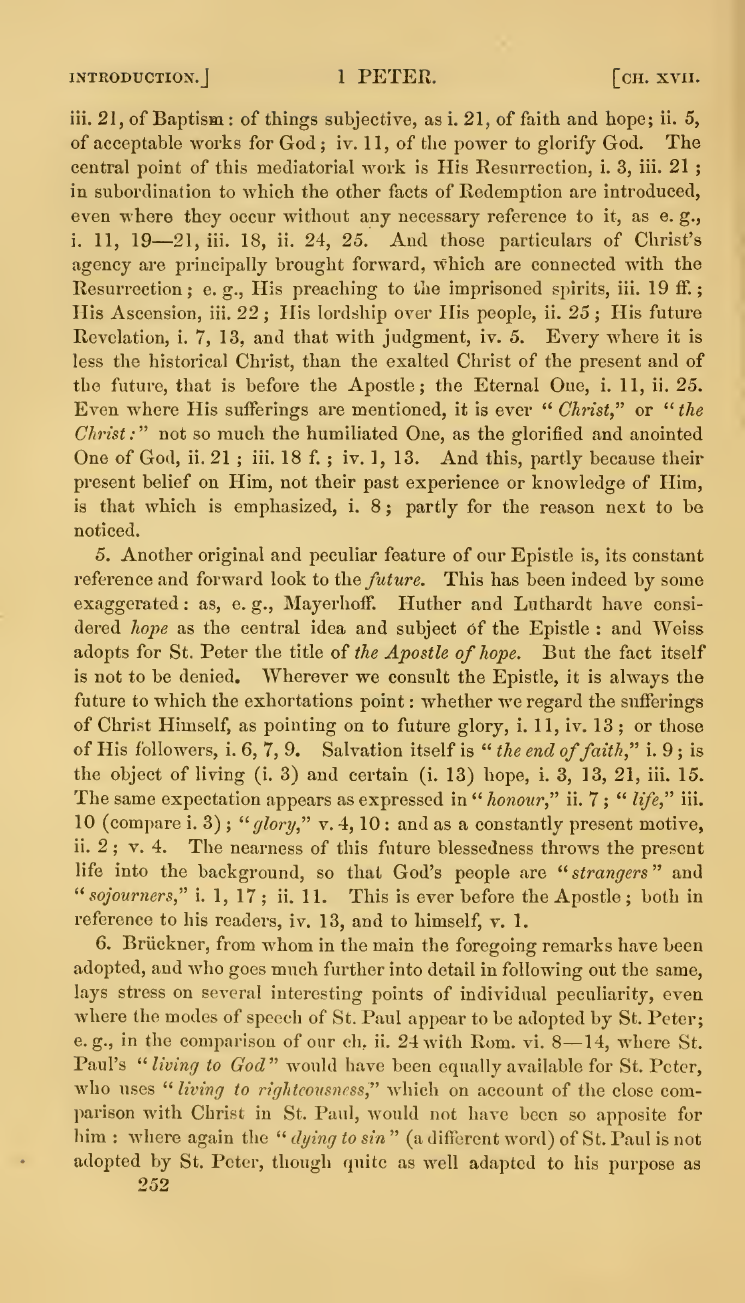 INTRODUCTION.] 1 PETER. [CH. XVII.
iii. 21, of Baptism: of things subjective, as i. 21, of faith and hope; ii. 5,
of acceptable works for God; iv. 11, of the power to glorify God. The
central point of this mediatorial work is His Resurrection, i. 3, iii. 21;
in subordination to which the other facts of Redemption are introduced,
even where they occur without any necessary reference to it, as e. g.,
i. 11, 19—21, iii. 18, ii. 24, 25. And those particulars of Christ's
agency are principally brought forward, which are connected with the
Resurrection; e. g., His preaching to the imprisoned spirits, iii. 19 ff.;
His Ascension, iii. 22; His lordship over His people, ii. 25; His future
Revelation, i. 7, 13, and that with judgment, iv. 5. Every where it is
less the historical Christ, than the exalted Christ of the present and of
the future, that is before the Apostle; the Eternal One, i. 11, ii. 25.
Even where His sufferings are mentioned, it is ever "Christ," or "the
Christ:" not so much the humiliated One, as the glorified and anointed
One of God, ii. 21; iii. 18 f.; iv. 1, 13. And this, partly because their
present belief on Him, not their past experience or knowledge of Him,
is that which is emphasized, i. 8; partly for the reason next to be
noticed.
5. Another original and peculiar feature of our Epistle is, its constant
reference and forward look to the future. This has been indeed by some
exaggerated: as, e. g., Mayerhoff. Huther and Luthardt have consi-
dered hope as the central idea and subject of the Epistle: and Weiss
adopts for St. Peter the title of the Apostle of hope. But the fact itself
is not to be denied. Wherever we consult the Epistle, it is always the
future to which the exhortations point: whether we regard the sufferings
of Christ Himself, as pointing on to future glory, i. 11, iv. 13; or those
of His followers, i. 6, 7, 9. Salvation itself is "the end of faith," i. 9; is
the object of living (i. 3) and certain (i. 13) hope, i. 3, 13, 21, iii. 15.
The same expectation appears as expressed in "honour," ii. 7; "life," iii.
10 (compare i. 3); "glory," v. 4, 10: and as a constantly present motive,
ii. 2; v. 4. The nearness of this future blessedness throws the present
life into the background, so that God's people are "strangers" and
"sojourners," i. 1, 17; ii. 11. This is ever before the Apostle; both in
reference to his readers, iv. 13, and to himself, v. 1.
6. Brückner, from whom in the main the foregoing remarks have been
adopted, and who goes much further into detail in following out the same,
lays stress on several interesting points of individual peculiarity, even
where the modes of speech of St. Paul appear to be adopted by St. Peter;
e. g., in the comparison of our ch. ii. 24 with Rom. vi. 8—14, where St.
Paul's "living to God" would have been equally available for St. Peter,
who uses "living to righteousness," which on account of the close com-
parison with Christ in St. Paul, would not have been so apposite for
him: where again the "dying to sin" (a different word) of St. Paul is not
adopted by St. Peter, though quite as well adapted to his purpose as
252